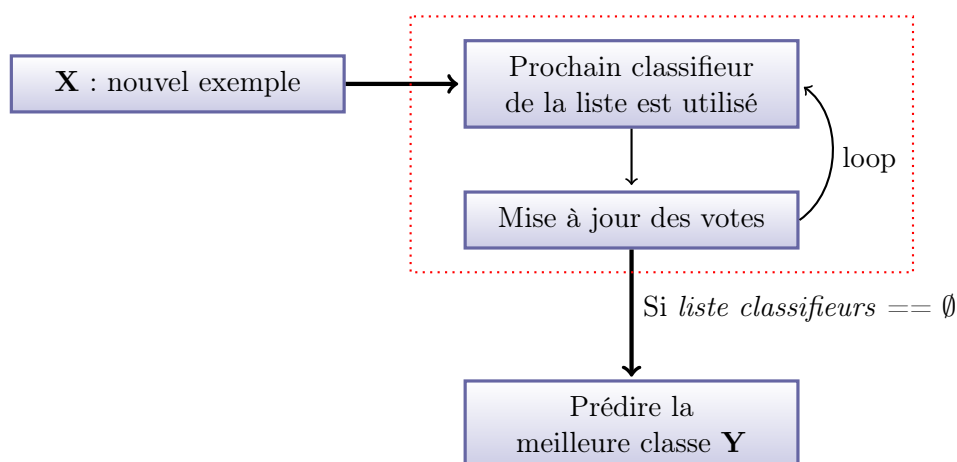 X : nouvel exemple
Prochain classifieur
de la liste est utilisé
loop
Mise à jour des votes
Si liste classifieurs == ∅
Prédire la
meilleure classe Y